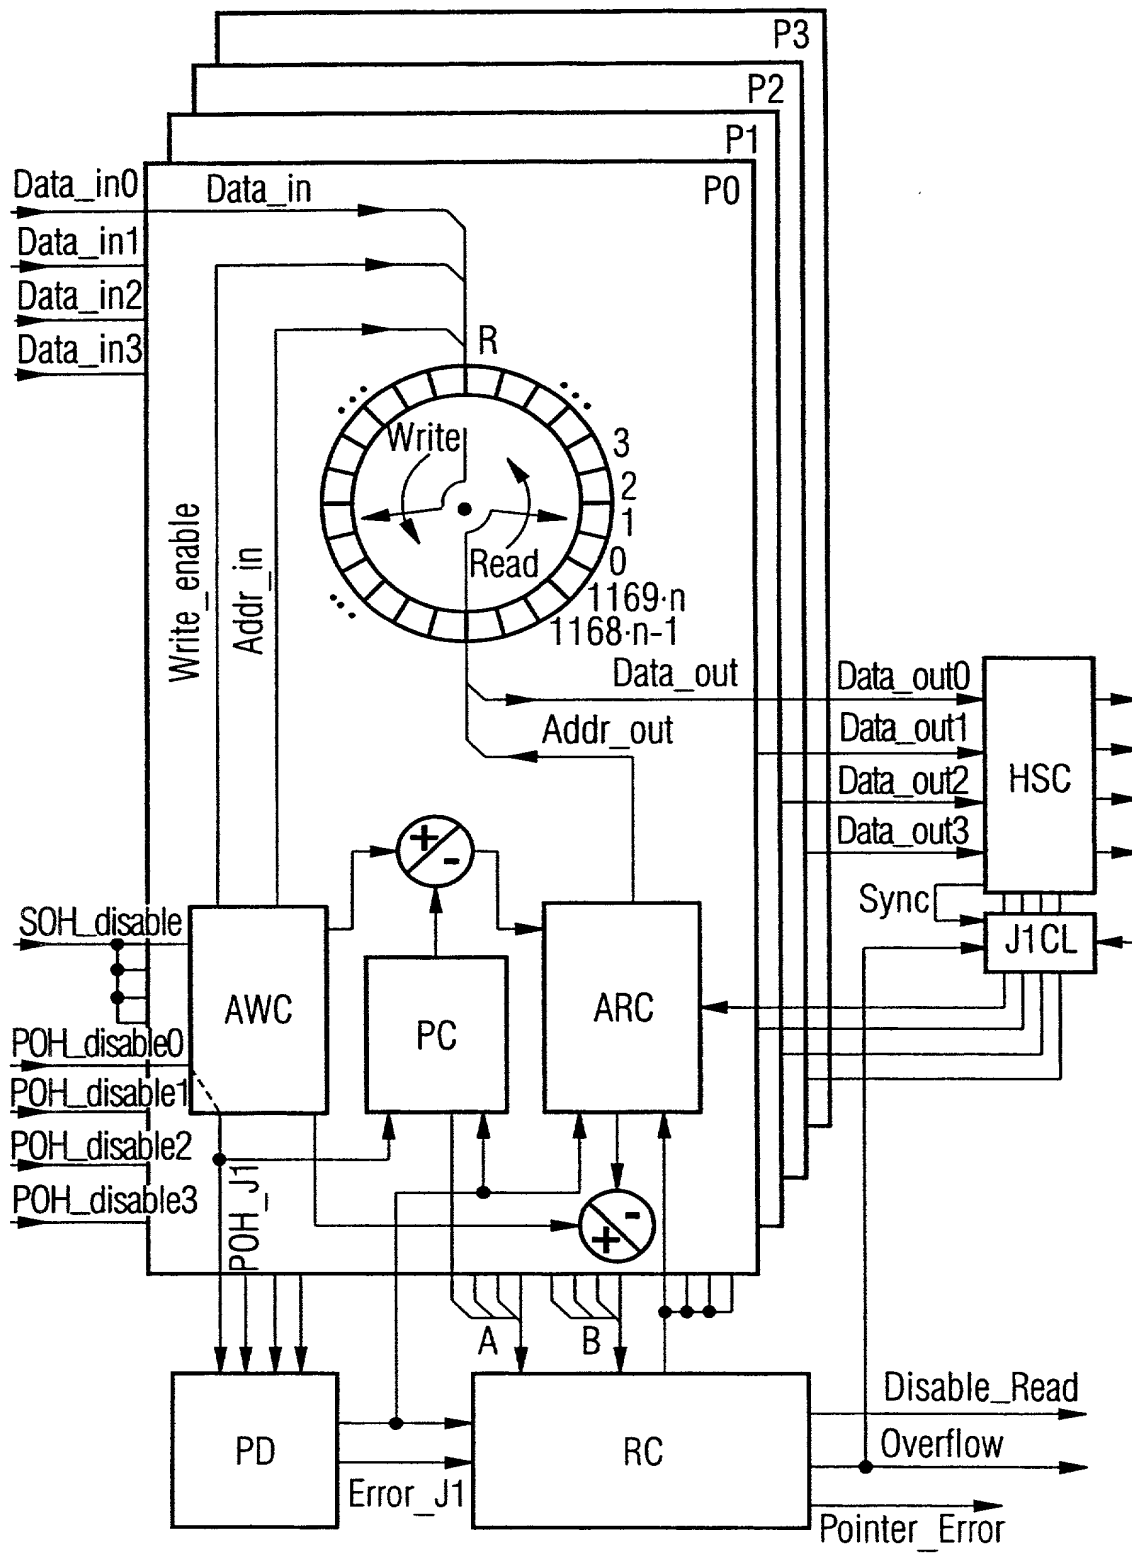 P3
P2
P1
P0
Data_in0
Data_in
Data_in1
Data_in2
Data_in3
R
Write
3
2
1
0
Read
1169·n
1168·n-1
Write_enable
Addr_in
Data_out
Data_out0
Addr_out
Data_out1
HSC
Data_out2
Data_out3
+
-
Sync
SOH_disable
J1CL
AWC
PC
ARC
POH_disable0
POH_disable1
POH_disable2
POH_disable3
POH_J1
-
+
A
B
Disable_Read
PD
RC
Overflow
Error_J1
Pointer_Error